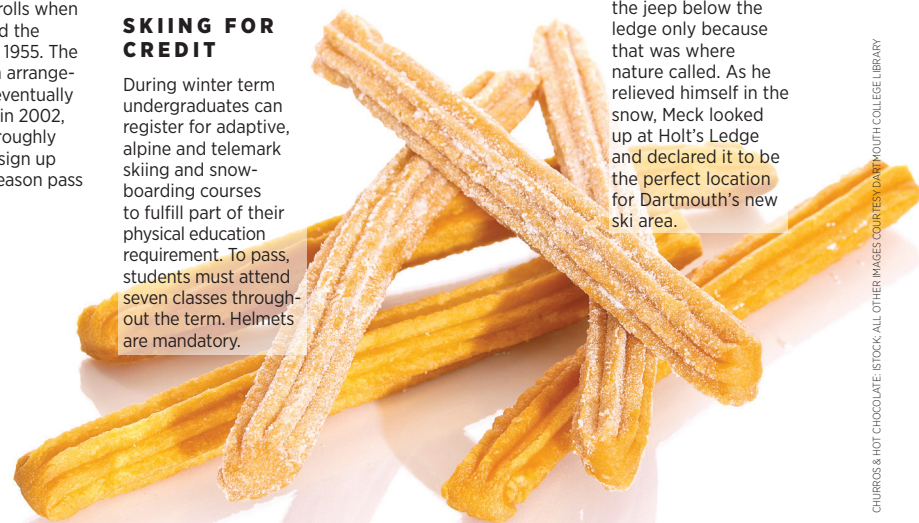 rolls when
d the
1955. The
arrange-
eventually
in 2002,
roughly
sign up
eason pass
SKIING FOR
CREDIT
During winter term
undergraduates can
register for adaptive,
alpine and telemark
skiing and snow-
boarding courses
to fulfill part of their
physical education
requirement. To pass,
students must attend
seven classes through-
out the term. Helmets
are mandatory.
the jeep below the
ledge only because
that was where
nature called. As he
relieved himself in the
snow, Meck looked
up at Holt’s Ledge
and declared it to be
the perfect location
for Dartmouth’s new
ski area.
CHURROS & HOT CHOCOLATE: ISTOCK; ALL OTHER IMAGES COURTESY DARTMOUTH COLLEGE LIBRARY